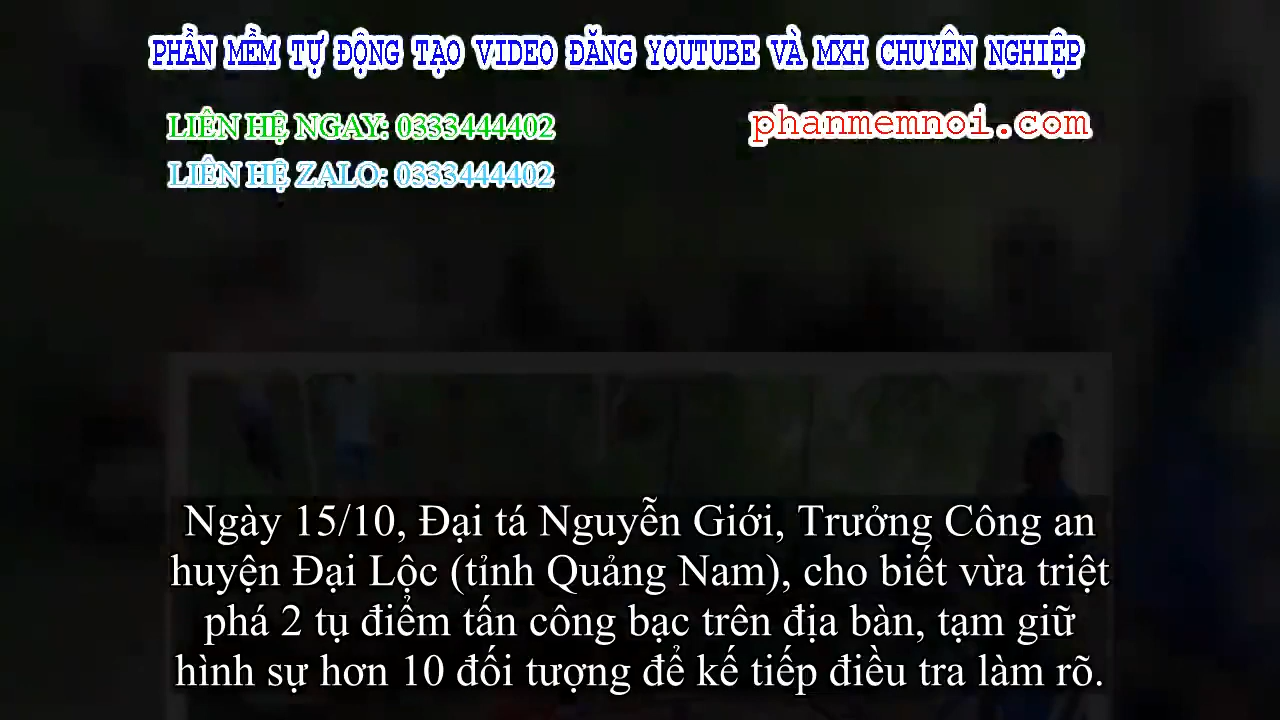 PHẦN MỀM TỰ ĐỘNG TẠO VIDEO ĐĂNG YOUTUBE VÀ MXH CHUYÊN NGHIỆP
LIÊN HỆ NGAY: 0333444402
phanmemnoi.com
LIÊN HỆ ZALO: 0333444402
Ngày 15/10, Đại tá Nguyễn Giới, Trưởng Công an
huyện Đại Lộc (tỉnh Quảng Nam), cho biết vừa triệt
phá 2 tụ điểm tấn công bạc trên địa bàn, tạm giữ
hình sự hơn 10 đối tượng để kế tiếp điều tra làm rõ.